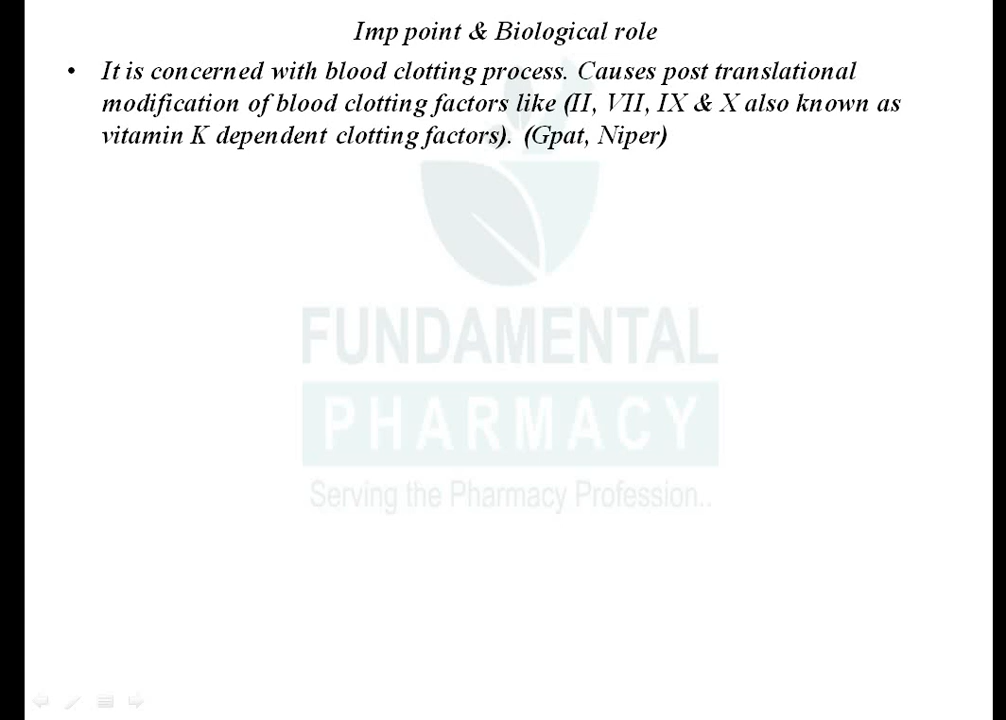 Imp point & Biological role
• It is concerned with blood clotting process. Causes post translational
modification of blood clotting factors like (II, VII, IX & X also known as
vitamin K dependent clotting factors). (Gpat, Niper)
FUNDAMENTAL
PHARMACY
Serving the Pharmacy Profession..